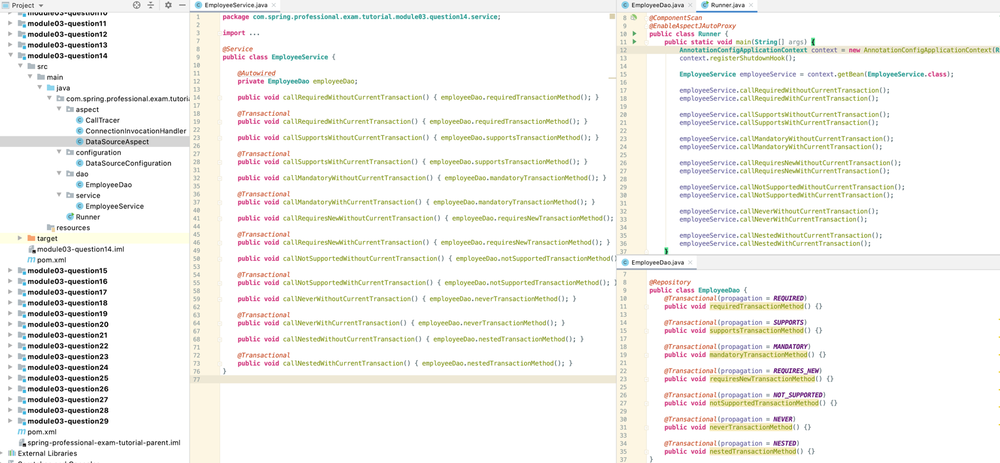 Project
module03-question10
module03-question11
module03-question12
module03-question13
module03-question14
src
main
java
com.spring.professional.exam.tutoria
aspect
CallTracer
ConnectionInvocationHandler
DataSourceAspect
configuration
DataSourceConfiguration
dao
EmployeeDao
service
EmployeeService
Runner
resources
target
module03-question14.iml
pom.xml
module03-question15
module03-question16
module03-question17
module03-question18
module03-question19
module03-question20
module03-question21
module03-question22
module03-question23
module03-question24
module03-question25
module03-question26
module03-question27
module03-question28
module03-question29
pom.xml
spring-professional-exam-tutorial-parent.iml
External Libraries
EmployeeService.java
1 package com.spring.professional.exam.tutorial.module03.question14.service;
2
3 import ...
7
8 @Service
9 public class EmployeeService {
10
11 @Autowired
12 private EmployeeDao employeeDao;
13
14 public void callRequiredWithoutCurrentTransaction() { employeeDao.requiredTransactionMethod(); }
17
18 @Transactional
19 public void callRequiredWithCurrentTransaction() { employeeDao.requiredTransactionMethod(); }
22
23 public void callSupportsWithoutCurrentTransaction() { employeeDao.supportsTransactionMethod(); }
26
27 @Transactional
28 public void callSupportsWithCurrentTransaction() { employeeDao.supportsTransactionMethod(); }
31
32 public void callMandatoryWithoutCurrentTransaction() { employeeDao.mandatoryTransactionMethod(); }
35
36 @Transactional
37 public void callMandatoryWithCurrentTransaction() { employeeDao.mandatoryTransactionMethod(); }
40
41 public void callRequiresNewWithoutCurrentTransaction() { employeeDao.requiresNewTransactionMethod();
44
45 @Transactional
46 public void callRequiresNewWithCurrentTransaction() { employeeDao.requiresNewTransactionMethod(); }
49
50 public void callNotSupportedWithoutCurrentTransaction() { employeeDao.notSupportedTransactionMethod()
53
54 @Transactional
55 public void callNotSupportedWithCurrentTransaction() { employeeDao.notSupportedTransactionMethod(); }
58
59 public void callNeverWithoutCurrentTransaction() { employeeDao.neverTransactionMethod(); }
62
63 @Transactional
64 public void callNeverWithCurrentTransaction() { employeeDao.neverTransactionMethod(); }
67
68 public void callNestedWithoutCurrentTransaction() { employeeDao.nestedTransactionMethod(); }
71
72 @Transactional
73 public void callNestedWithCurrentTransaction() { employeeDao.nestedTransactionMethod(); }
76 }
77
EmployeeDao.java
Runner.java
8 @ComponentScan
9 @EnableAspectJAutoProxy
10 public class Runner {
11 public static void main(String[] args) {
12 AnnotationConfigApplicationContext context = new AnnotationConfigApplicationContext(R
13 context.registerShutdownHook();
14
15 EmployeeService employeeService = context.getBean(EmployeeService.class);
16
17 employeeService.callRequiredWithoutCurrentTransaction();
18 employeeService.callRequiredWithCurrentTransaction();
19
20 employeeService.callSupportsWithoutCurrentTransaction();
21 employeeService.callSupportsWithCurrentTransaction();
22
23 employeeService.callMandatoryWithoutCurrentTransaction();
24 employeeService.callMandatoryWithCurrentTransaction();
25
26 employeeService.callRequiresNewWithoutCurrentTransaction();
27 employeeService.callRequiresNewWithCurrentTransaction();
28
29 employeeService.callNotSupportedWithoutCurrentTransaction();
30 employeeService.callNotSupportedWithCurrentTransaction();
31
32 employeeService.callNeverWithoutCurrentTransaction();
33 employeeService.callNeverWithCurrentTransaction();
34
35 employeeService.callNestedWithoutCurrentTransaction();
36 employeeService.callNestedWithCurrentTransaction();
37 }
EmployeeDao.java
7
8 @Repository
9 public class EmployeeDao {
10 @Transactional(propagation = REQUIRED)
11 public void requiredTransactionMethod() {}
13
14 @Transactional(propagation = SUPPORTS)
15 public void supportsTransactionMethod() {}
17
18 @Transactional(propagation = MANDATORY)
19 public void mandatoryTransactionMethod() {}
21
22 @Transactional(propagation = REQUIRES_NEW)
23 public void requiresNewTransactionMethod() {}
25
26 @Transactional(propagation = NOT_SUPPORTED)
27 public void notSupportedTransactionMethod() {}
29
30 @Transactional(propagation = NEVER)
31 public void neverTransactionMethod() {}
33
34 @Transactional(propagation = NESTED)
35 public void nestedTransactionMethod() {}
37 }